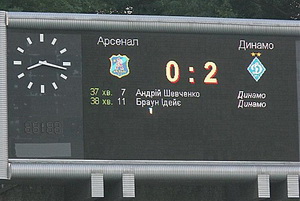 Арсенал Динамо
0:2
37 хв. 7 Андрій Шевченко Динамо
38 хв. 11 Браун Ідейє Динамо